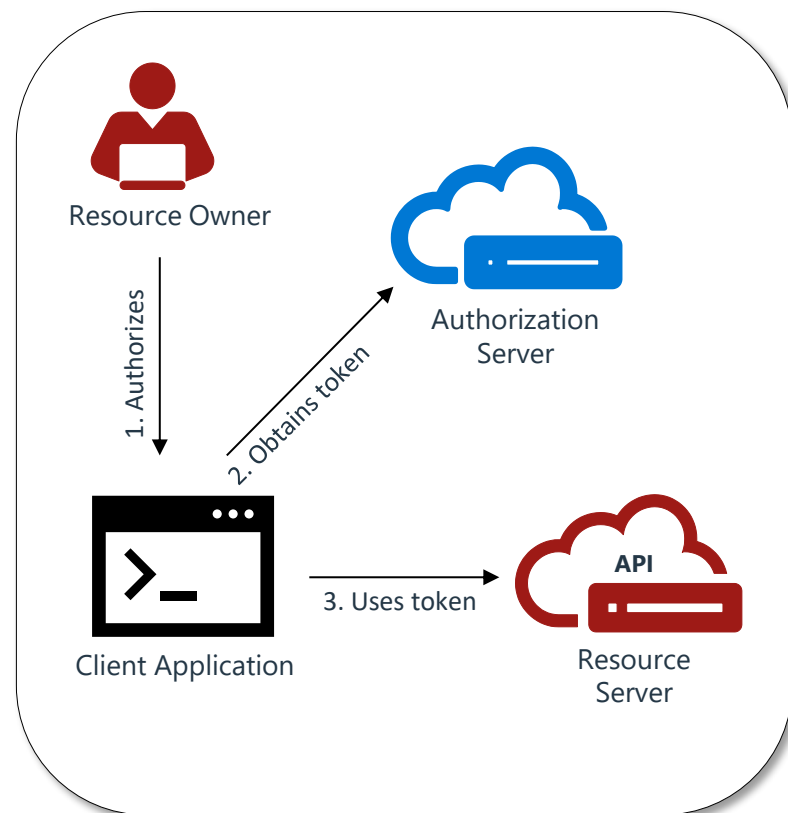 Resource Owner
1. Authorizes
Authorization
Server
2. Obtains token
Client Application
3. Uses token
API
Resource
Server